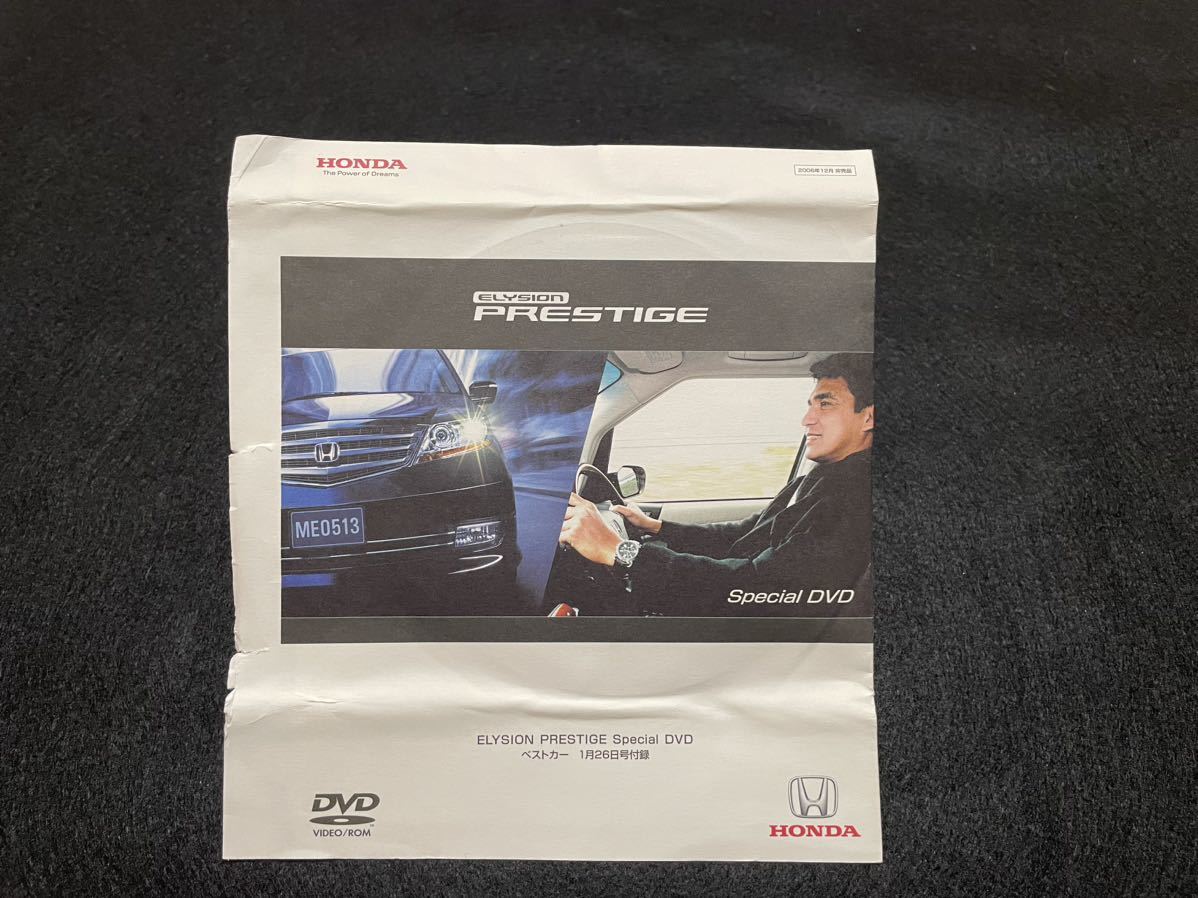 HONDA
The Power of Dreams
2006年12月 非売品
ELYSION
PRESTIGE
ME0513
Special DVD
ELYSION PRESTIGE Special DVD
ベストカー 1月26日号付録
DVD
VIDEO/ROM
HONDA